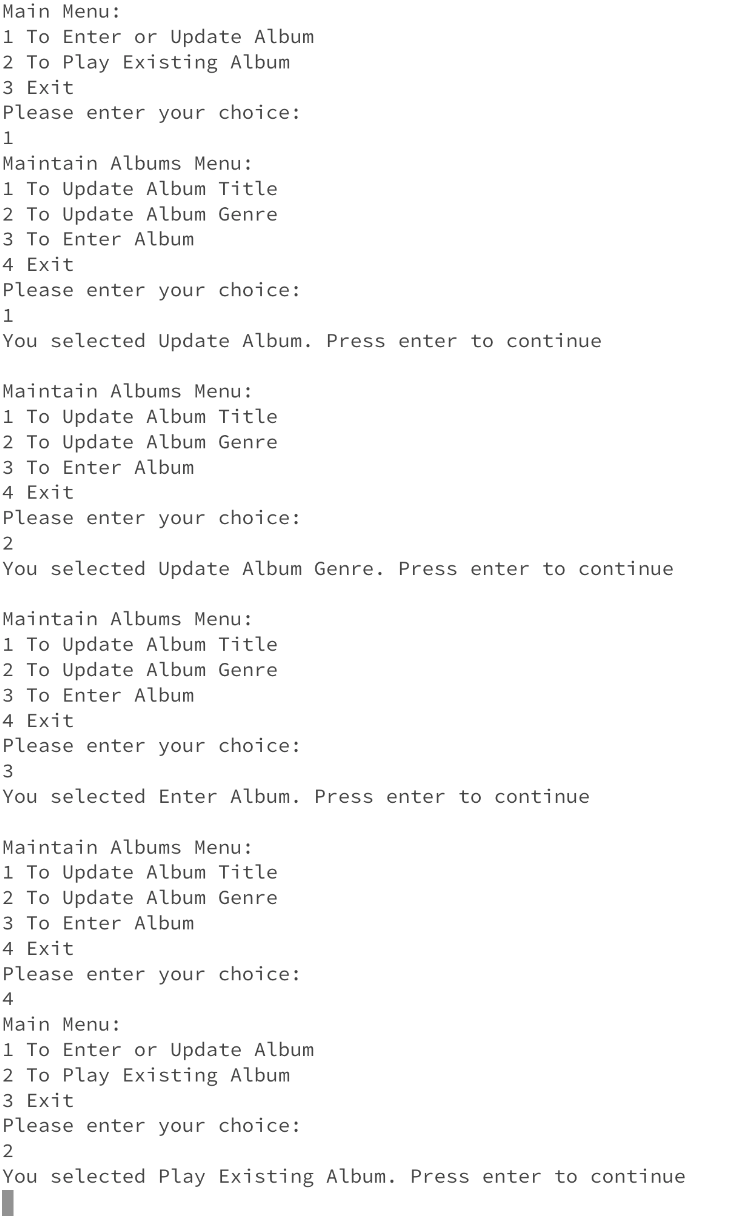 Main Menu:
1 To Enter or Update Album
2 To Play Existing Album
3 Exit
Please enter your choice:
1
Maintain Albums Menu:
1 To Update Album Title
2 To Update Album Genre
3 To Enter Album
4 Exit
Please enter your choice:
1
You selected Update Album. Press enter to continue

Maintain Albums Menu:
1 To Update Album Title
2 To Update Album Genre
3 To Enter Album
4 Exit
Please enter your choice:
2
You selected Update Album Genre. Press enter to continue

Maintain Albums Menu:
1 To Update Album Title
2 To Update Album Genre
3 To Enter Album
4 Exit
Please enter your choice:
3
You selected Enter Album. Press enter to continue

Maintain Albums Menu:
1 To Update Album Title
2 To Update Album Genre
3 To Enter Album
4 Exit
Please enter your choice:
4
Main Menu:
1 To Enter or Update Album
2 To Play Existing Album
3 Exit
Please enter your choice:
2
You selected Play Existing Album. Press enter to continue